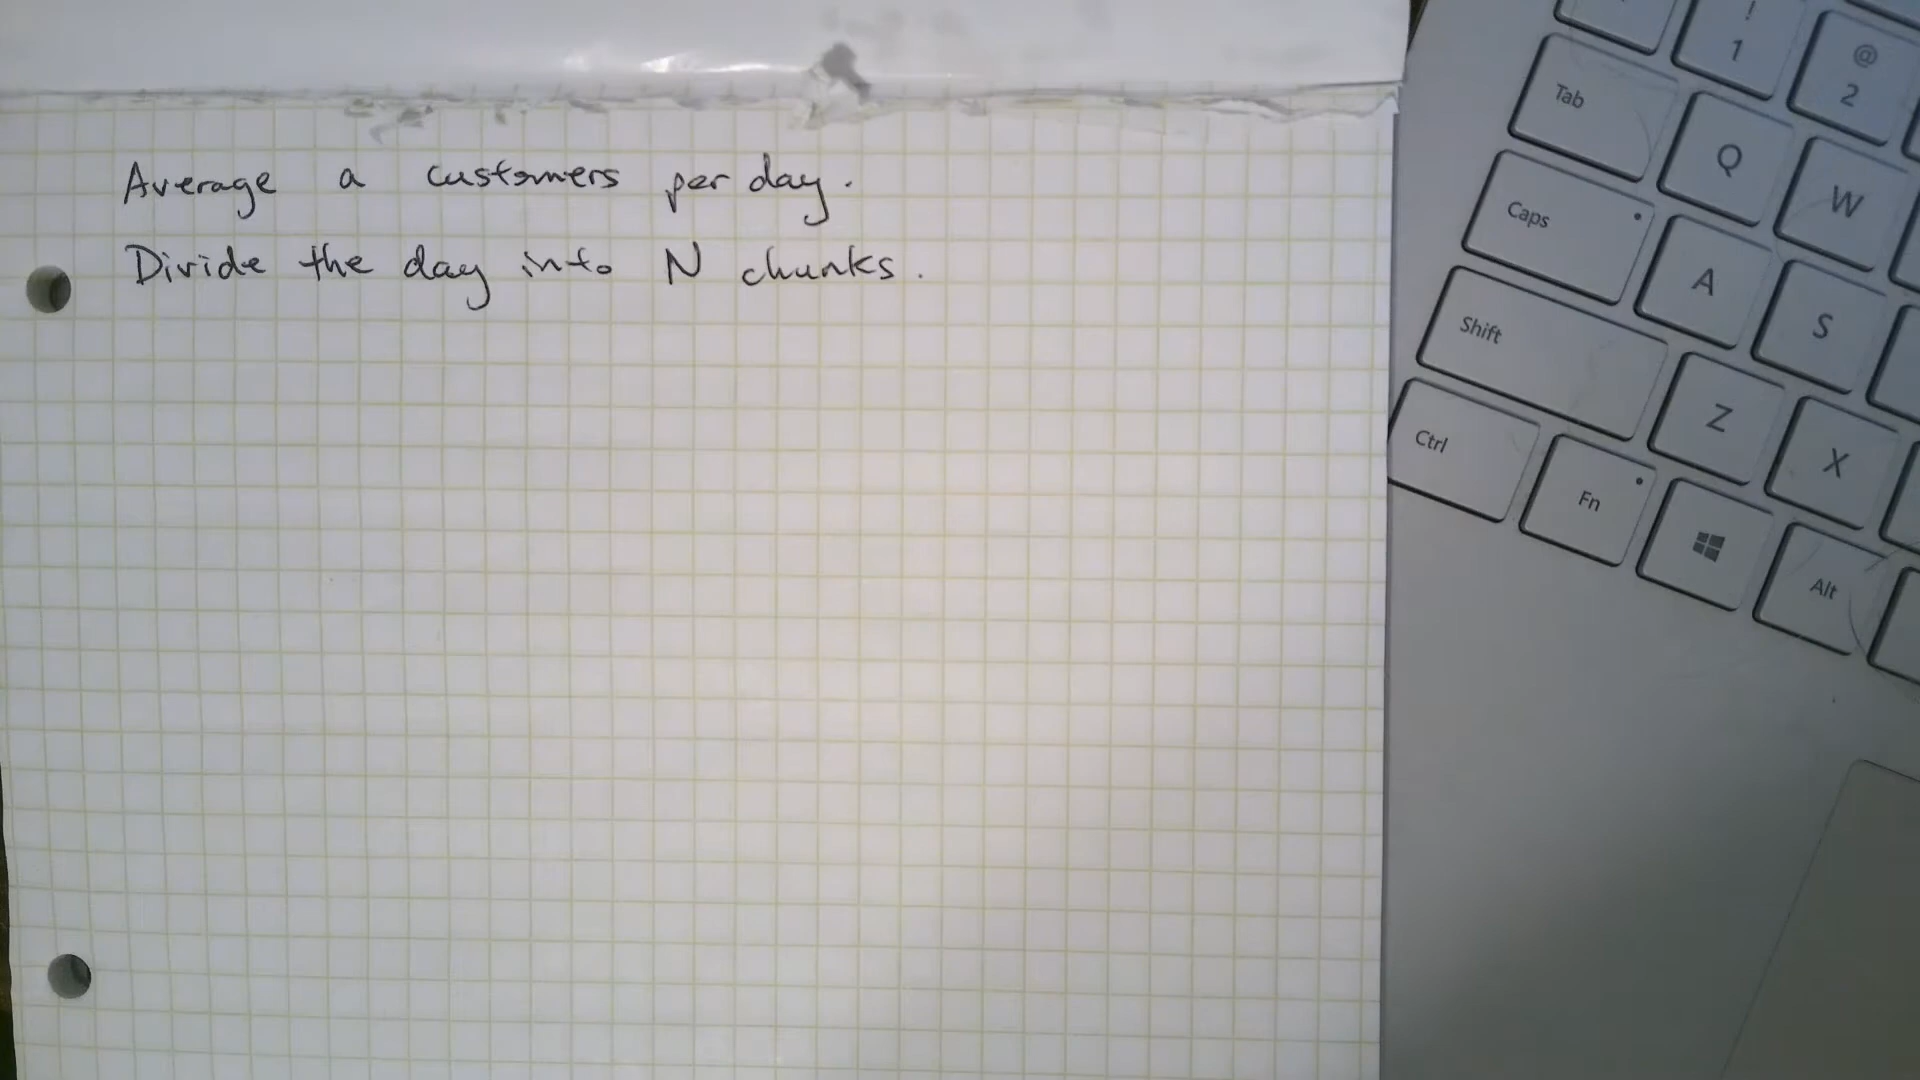 Average a customers per day.
Divide the day into N chunks.
! 1
@ 2
Tab
Q
W
Caps
A
S
Shift
Z
X
Ctrl
Fn
Alt